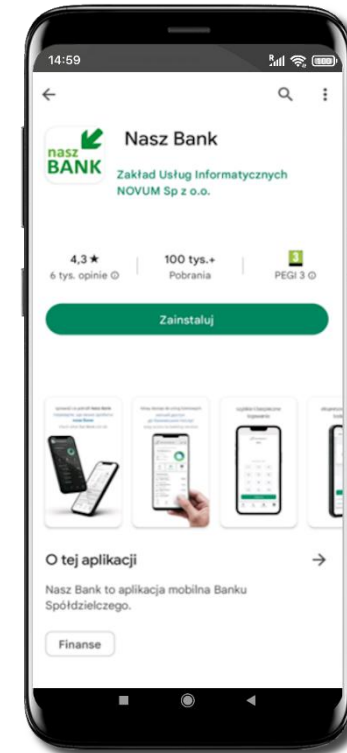 14:59
nasz
BANK
Nasz Bank
Zakład Usług Informatycznych
NOVUM Sp z o.o.
4,3 ★
6 tys. opinie
100 tys.+
Pobrania
3
PEGI 3
Zainstaluj
O tej aplikacji
Nasz Bank to aplikacja mobilna Banku
Spółdzielczego.
Finanse